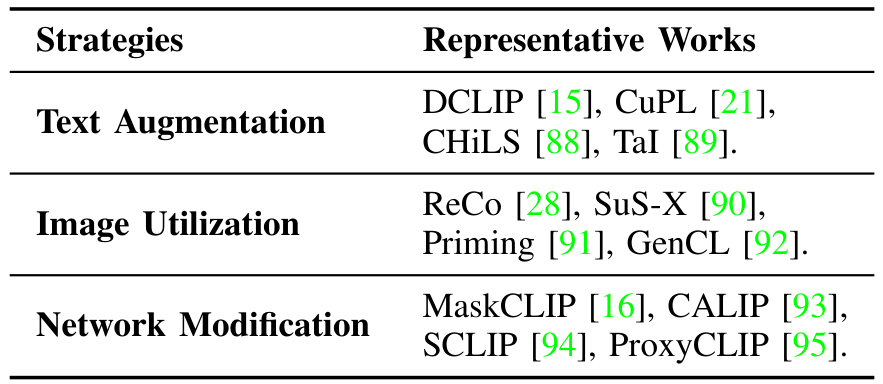 Strategies Representative Works
Text Augmentation DCLIP [15], CuPL [21],
CHiLS [88], TaI [89].
Image Utilization ReCo [28], SuS-X [90],
Priming [91], GenCL [92].
Network Modification MaskCLIP [16], CALIP [93],
SCLIP [94], ProxyCLIP [95].